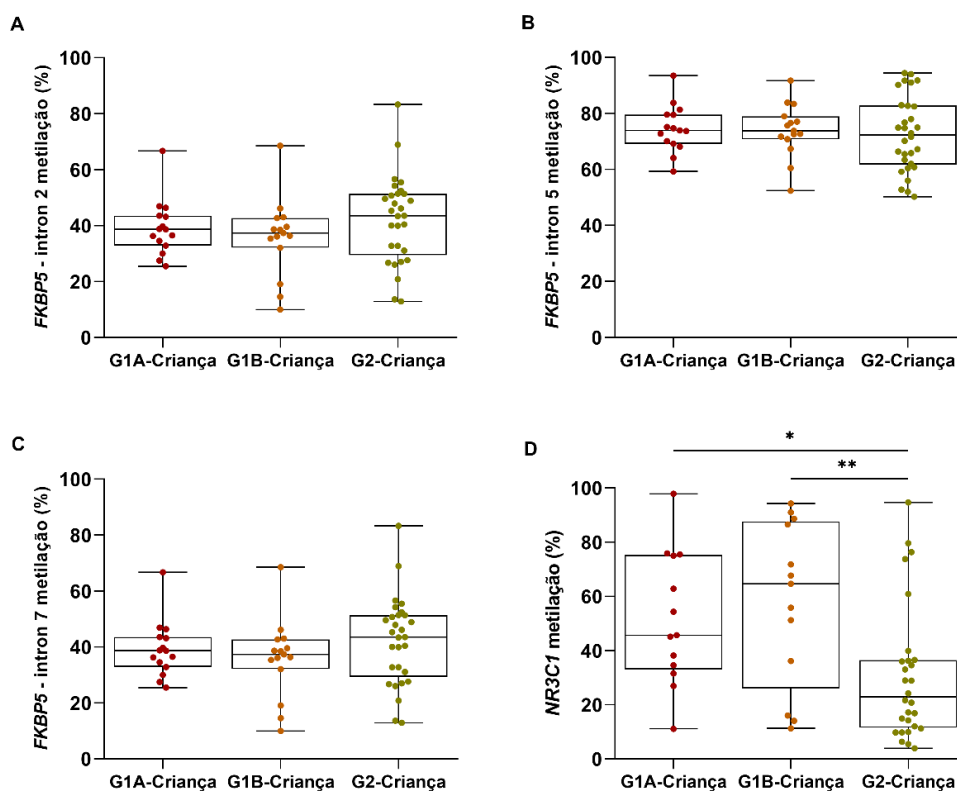 A
FKBP5 - intron 2 metilação (%)
100
80
60
40
20
0
G1A-Criança G1B-Criança G2-Criança
B
FKBP5 - intron 5 metilação (%)
100
80
60
40
20
0
G1A-Criança G1B-Criança G2-Criança
C
FKBP5 - intron 7 metilação (%)
100
80
60
40
20
0
G1A-Criança G1B-Criança G2-Criança
D
*
**
NR3C1 metilação (%)
100
80
60
40
20
0
G1A-Criança G1B-Criança G2-Criança